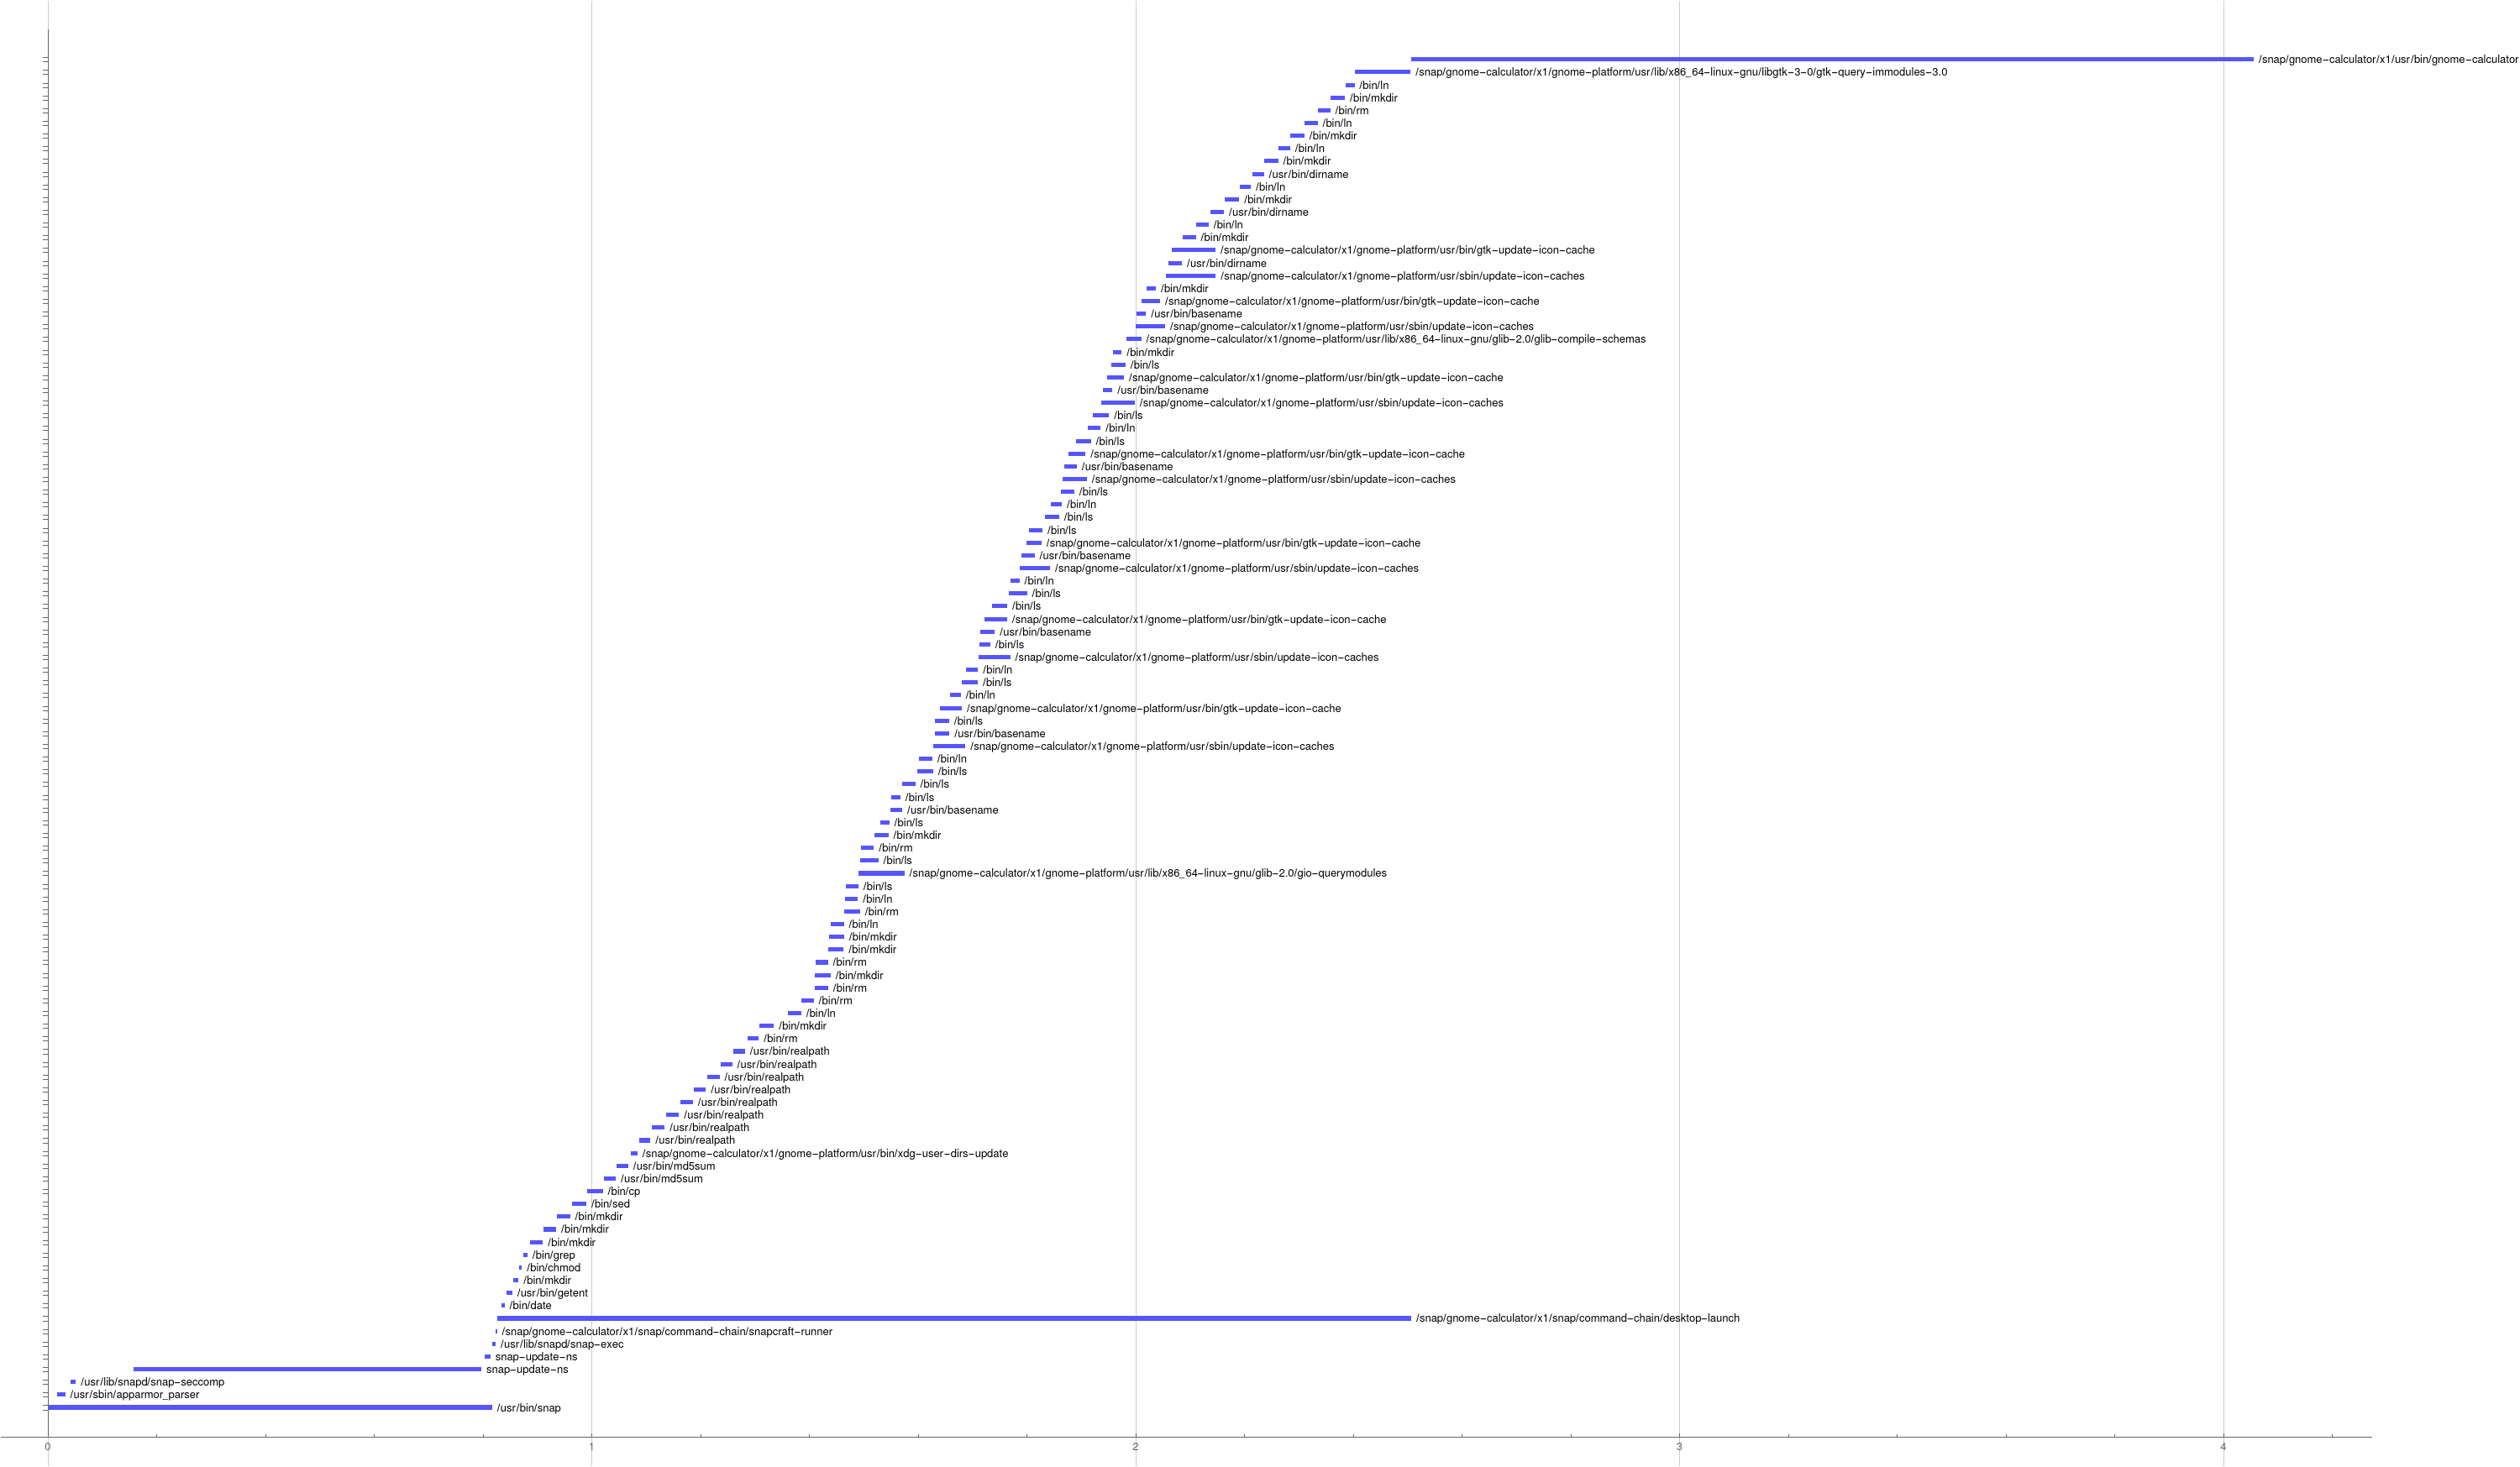 /snap/gnome-calculator/x1/usr/bin/gnome-calculator
/snap/gnome-calculator/x1/gnome-platform/usr/lib/x86_64-linux-gnu/libgtk-3-0/gtk-query-immodules-3.0
/bin/ln
/bin/mkdir
/bin/rm
/bin/ln
/bin/mkdir
/bin/ln
/bin/mkdir
/usr/bin/dirname
/bin/ln
/bin/mkdir
/usr/bin/dirname
/bin/ln
/bin/mkdir
/snap/gnome-calculator/x1/gnome-platform/usr/bin/gtk-update-icon-cache
/usr/bin/dirname
/snap/gnome-calculator/x1/gnome-platform/usr/sbin/update-icon-caches
/bin/mkdir
/snap/gnome-calculator/x1/gnome-platform/usr/bin/gtk-update-icon-cache
/usr/bin/basename
/snap/gnome-calculator/x1/gnome-platform/usr/sbin/update-icon-caches
/snap/gnome-calculator/x1/gnome-platform/usr/lib/x86_64-linux-gnu/glib-2.0/glib-compile-schemas
/bin/mkdir
/bin/ls
/snap/gnome-calculator/x1/gnome-platform/usr/bin/gtk-update-icon-cache
/usr/bin/basename
/snap/gnome-calculator/x1/gnome-platform/usr/sbin/update-icon-caches
/bin/ls
/bin/ln
/bin/ls
/snap/gnome-calculator/x1/gnome-platform/usr/bin/gtk-update-icon-cache
/usr/bin/basename
/snap/gnome-calculator/x1/gnome-platform/usr/sbin/update-icon-caches
/bin/ls
/bin/ln
/bin/ls
/bin/ls
/snap/gnome-calculator/x1/gnome-platform/usr/bin/gtk-update-icon-cache
/usr/bin/basename
/snap/gnome-calculator/x1/gnome-platform/usr/sbin/update-icon-caches
/bin/ln
/bin/ls
/bin/ls
/snap/gnome-calculator/x1/gnome-platform/usr/bin/gtk-update-icon-cache
/usr/bin/basename
/bin/ls
/snap/gnome-calculator/x1/gnome-platform/usr/sbin/update-icon-caches
/bin/ln
/bin/ls
/bin/ln
/snap/gnome-calculator/x1/gnome-platform/usr/bin/gtk-update-icon-cache
/bin/ls
/usr/bin/basename
/snap/gnome-calculator/x1/gnome-platform/usr/sbin/update-icon-caches
/bin/ln
/bin/ls
/bin/ls
/bin/ls
/usr/bin/basename
/bin/ls
/bin/mkdir
/bin/rm
/bin/ls
/snap/gnome-calculator/x1/gnome-platform/usr/lib/x86_64-linux-gnu/glib-2.0/gio-querymodules
/bin/ls
/bin/ln
/bin/rm
/bin/ln
/bin/mkdir
/bin/mkdir
/bin/rm
/bin/mkdir
/bin/rm
/bin/rm
/bin/ln
/bin/mkdir
/bin/rm
/usr/bin/realpath
/usr/bin/realpath
/usr/bin/realpath
/usr/bin/realpath
/usr/bin/realpath
/usr/bin/realpath
/usr/bin/realpath
/usr/bin/realpath
/snap/gnome-calculator/x1/gnome-platform/usr/bin/xdg-user-dirs-update
/usr/bin/md5sum
/usr/bin/md5sum
/bin/cp
/bin/sed
/bin/mkdir
/bin/mkdir
/bin/mkdir
/bin/grep
/bin/chmod
/bin/mkdir
/usr/bin/getent
/bin/date
/snap/gnome-calculator/x1/snap/command-chain/desktop-launch
/snap/gnome-calculator/x1/snap/command-chain/snapcraft-runner
/usr/lib/snapd/snap-exec
snap-update-ns
snap-update-ns
/usr/lib/snapd/snap-seccomp
/usr/sbin/apparmor_parser
/usr/bin/snap
0 1 2 3 4